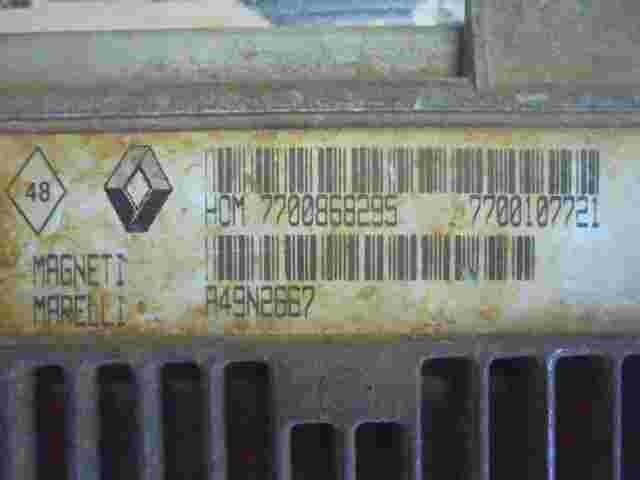 48
HOM 7700868295 7700107721
MAGNETI
MARELLI
A49N2667